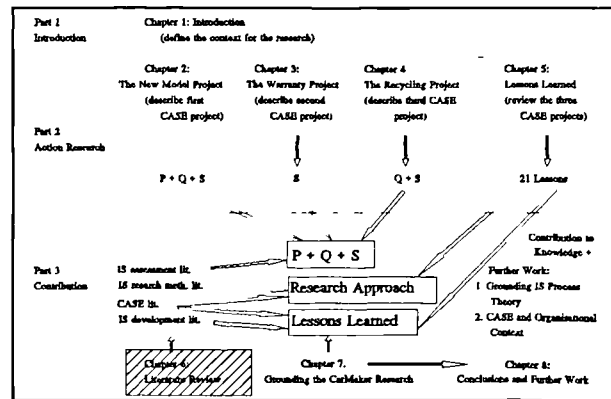 Part 1
Introduction
Chapter 1: Introduction
(define the context for the research)
Chapter 2:
The New Model Project
(describe first
CASE project)
Chapter 3:
The Warranty Project
(describe second
CASE project)
Chapter 4
The Recycling Project
(describe third CASE
project)
Chapter 5:
Lessons Learned
(review the three
CASE projects)
Part 2
Action Research
P + Q + S
S
Q + S
21 Lessons
Part 3
Contribution
IS assessment lit.
IS resarch meth. lit.
CASE lit.
IS development lit.
P + Q + S
Research Approach
Lessons Learned
Contribution to
Knowledge +
Further Work:
1 Grounding IS Process
Theory
2. CASE and Organisational
Context
Chapter 6:
Literature Review
Chapter 7.
Grounding the CarMaker Research
Chapter 8:
Conclusions and Further Work